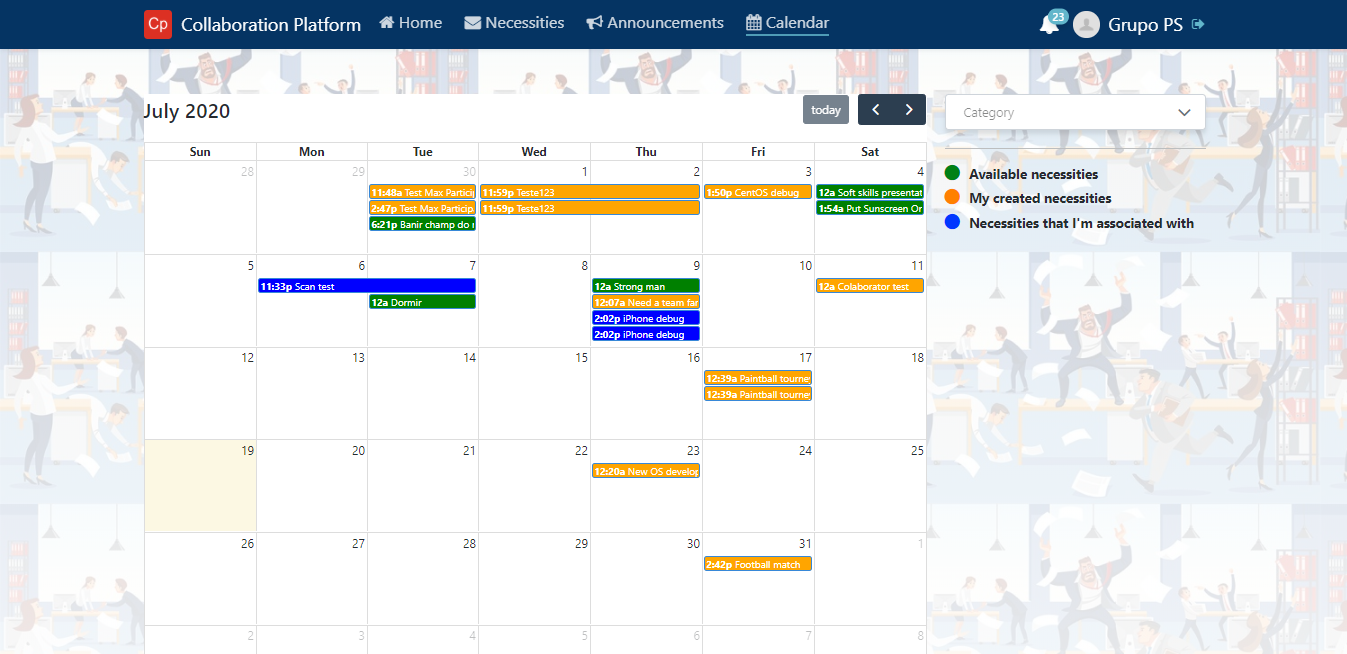 Cp Collaboration Platform Home Necessities Announcements Calendar 23 Grupo PS
July 2020 today Category
Sun Mon Tue Wed Thu Fri Sat
28 29 30 1 2 3 4
11:48a Test Max Particip 11:59p Teste123 1:50p CentOS debug 12a Soft skills presentat
2:47p Test Max Particip 11:59p Teste123 1:54a Put Sunscreen On
6:21p Banir champ do
Available necessities
My created necessities
Necessities that I'm associated with
5 6 7 8 9 10 11
11:33p Scan test 12a Strong man 12a Colaborator test
12a Dormir 12:07a Need a team far
2:02p iPhone debug
2:02p iPhone debug
12 13 14 15 16 17 18
12:39a Paintball tourne
12:39a Paintball tourne
19 20 21 22 23 24 25
12:20a New OS develop
26 27 28 29 30 31 1
2:42p Football match
2 3 4 5 6 7 8